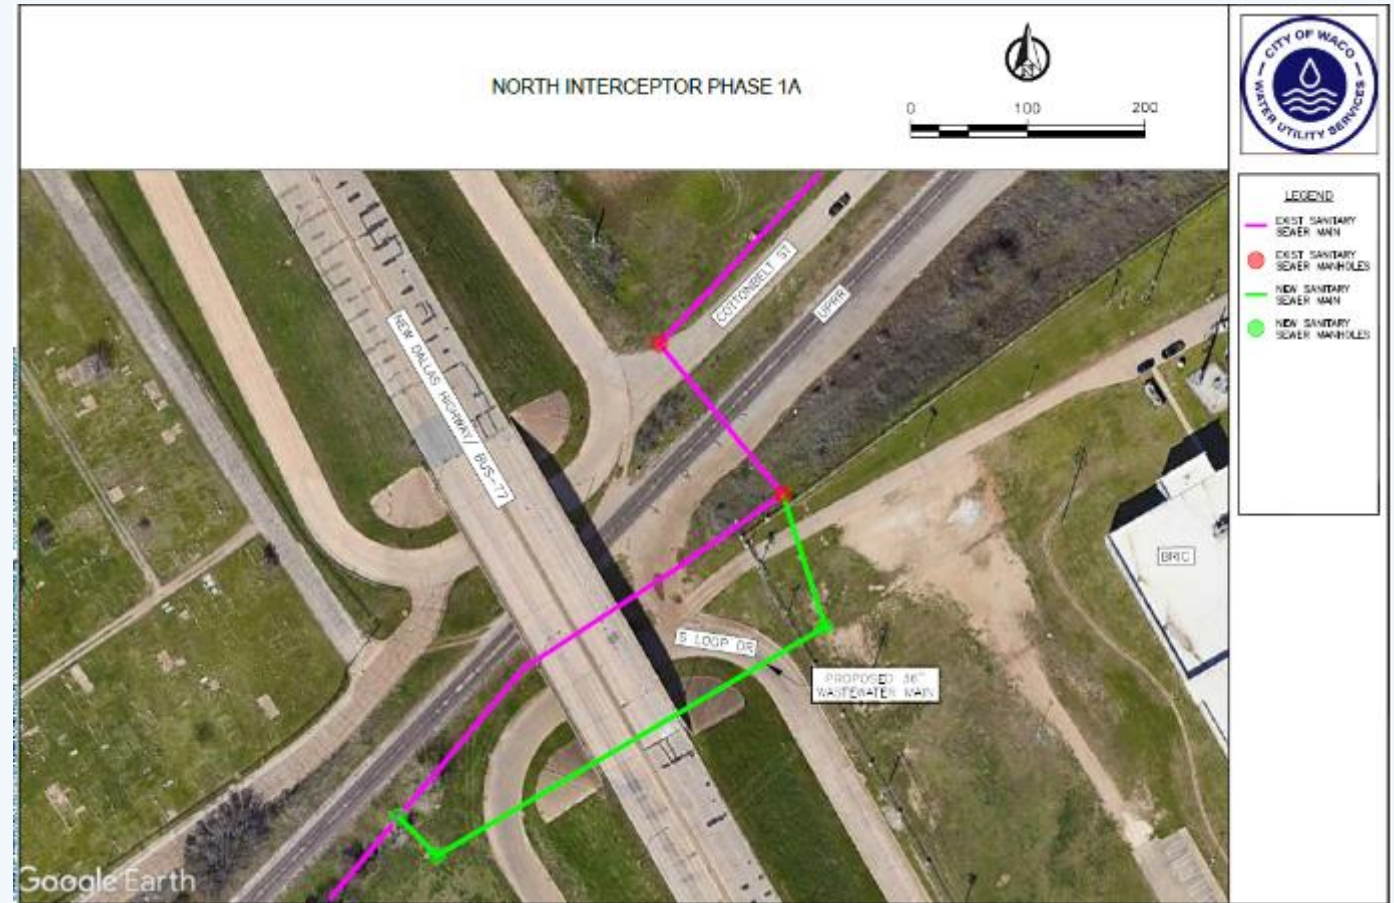 NORTH INTERCEPTOR PHASE 1A
0 100 200
CITY OF WACO
WATER UTILITY SERVICES
LEGEND
EXIST SANITARY
SEWER MAIN
EXIST SANITARY
SEWER MANHOLES
NEW SANITARY
SEWER MAIN
NEW SANITARY
SEWER MANHOLES
COTTONBELT ST
UPRR
NEW DALLAS HIGHWAY/ BUS-77
BRIC
S LOOP DR
PROPOSED 36"
WASTEWATER MAIN
Google Earth